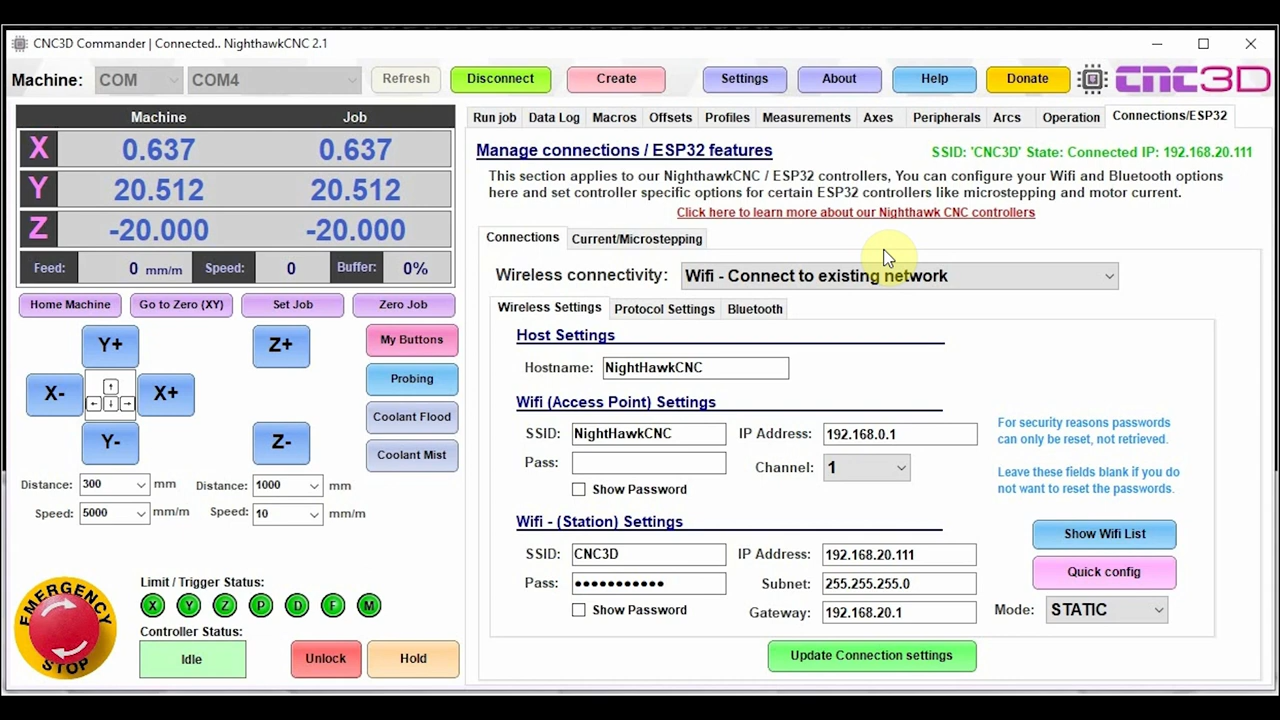 CNC3D Commander | Connected.. NighthawkCNC 2.1
Machine: COM COM4 Refresh Disconnect Create Settings About Help Donate CNC3D
Machine Job
X 0.637 0.637
Y 20.512 20.512
Z -20.000 -20.000
Feed: 0 mm/m Speed: 0 Buffer: 0%
Home Machine Go to Zero (XY) Set Job Zero Job
Y+ Z+ My Buttons
X- X+ Probing
Coolant Flood
Y- Z- Coolant Mist
Distance: 300 mm Distance: 1000 mm
Speed: 5000 mm/m Speed: 10 mm/m
EMERGENCY STOP
Limit / Trigger Status:
X Y Z P D F M
Controller Status:
Idle Unlock Hold
Run job Data Log Macros Offsets Profiles Measurements Axes Peripherals Arcs Operation Connections/ESP32
Manage connections / ESP32 features SSID: 'CNC3D' State: Connected IP: 192.168.20.111
This section applies to our NighthawkCNC / ESP32 controllers, You can configure your Wifi and Bluetooth options
here and set controller specific options for certain ESP32 controllers like microstepping and motor current.
Click here to learn more about our Nighthawk CNC controllers
Connections Current/Microstepping
Wireless connectivity: Wifi - Connect to existing network
Wireless Settings Protocol Settings Bluetooth
Host Settings
Hostname: NightHawkCNC
Wifi (Access Point) Settings
SSID: NightHawkCNC IP Address: 192.168.0.1
Pass: Channel: 1
Show Password
For security reasons passwords
can only be reset, not retrieved.
Leave these fields blank if you do
not want to reset the passwords.
Wifi - (Station) Settings
SSID: CNC3D IP Address: 192.168.20.111
Pass: ●●●●●●●●●●● Subnet: 255.255.255.0
Show Password Gateway: 192.168.20.1
Show Wifi List
Quick config
Mode: STATIC
Update Connection settings